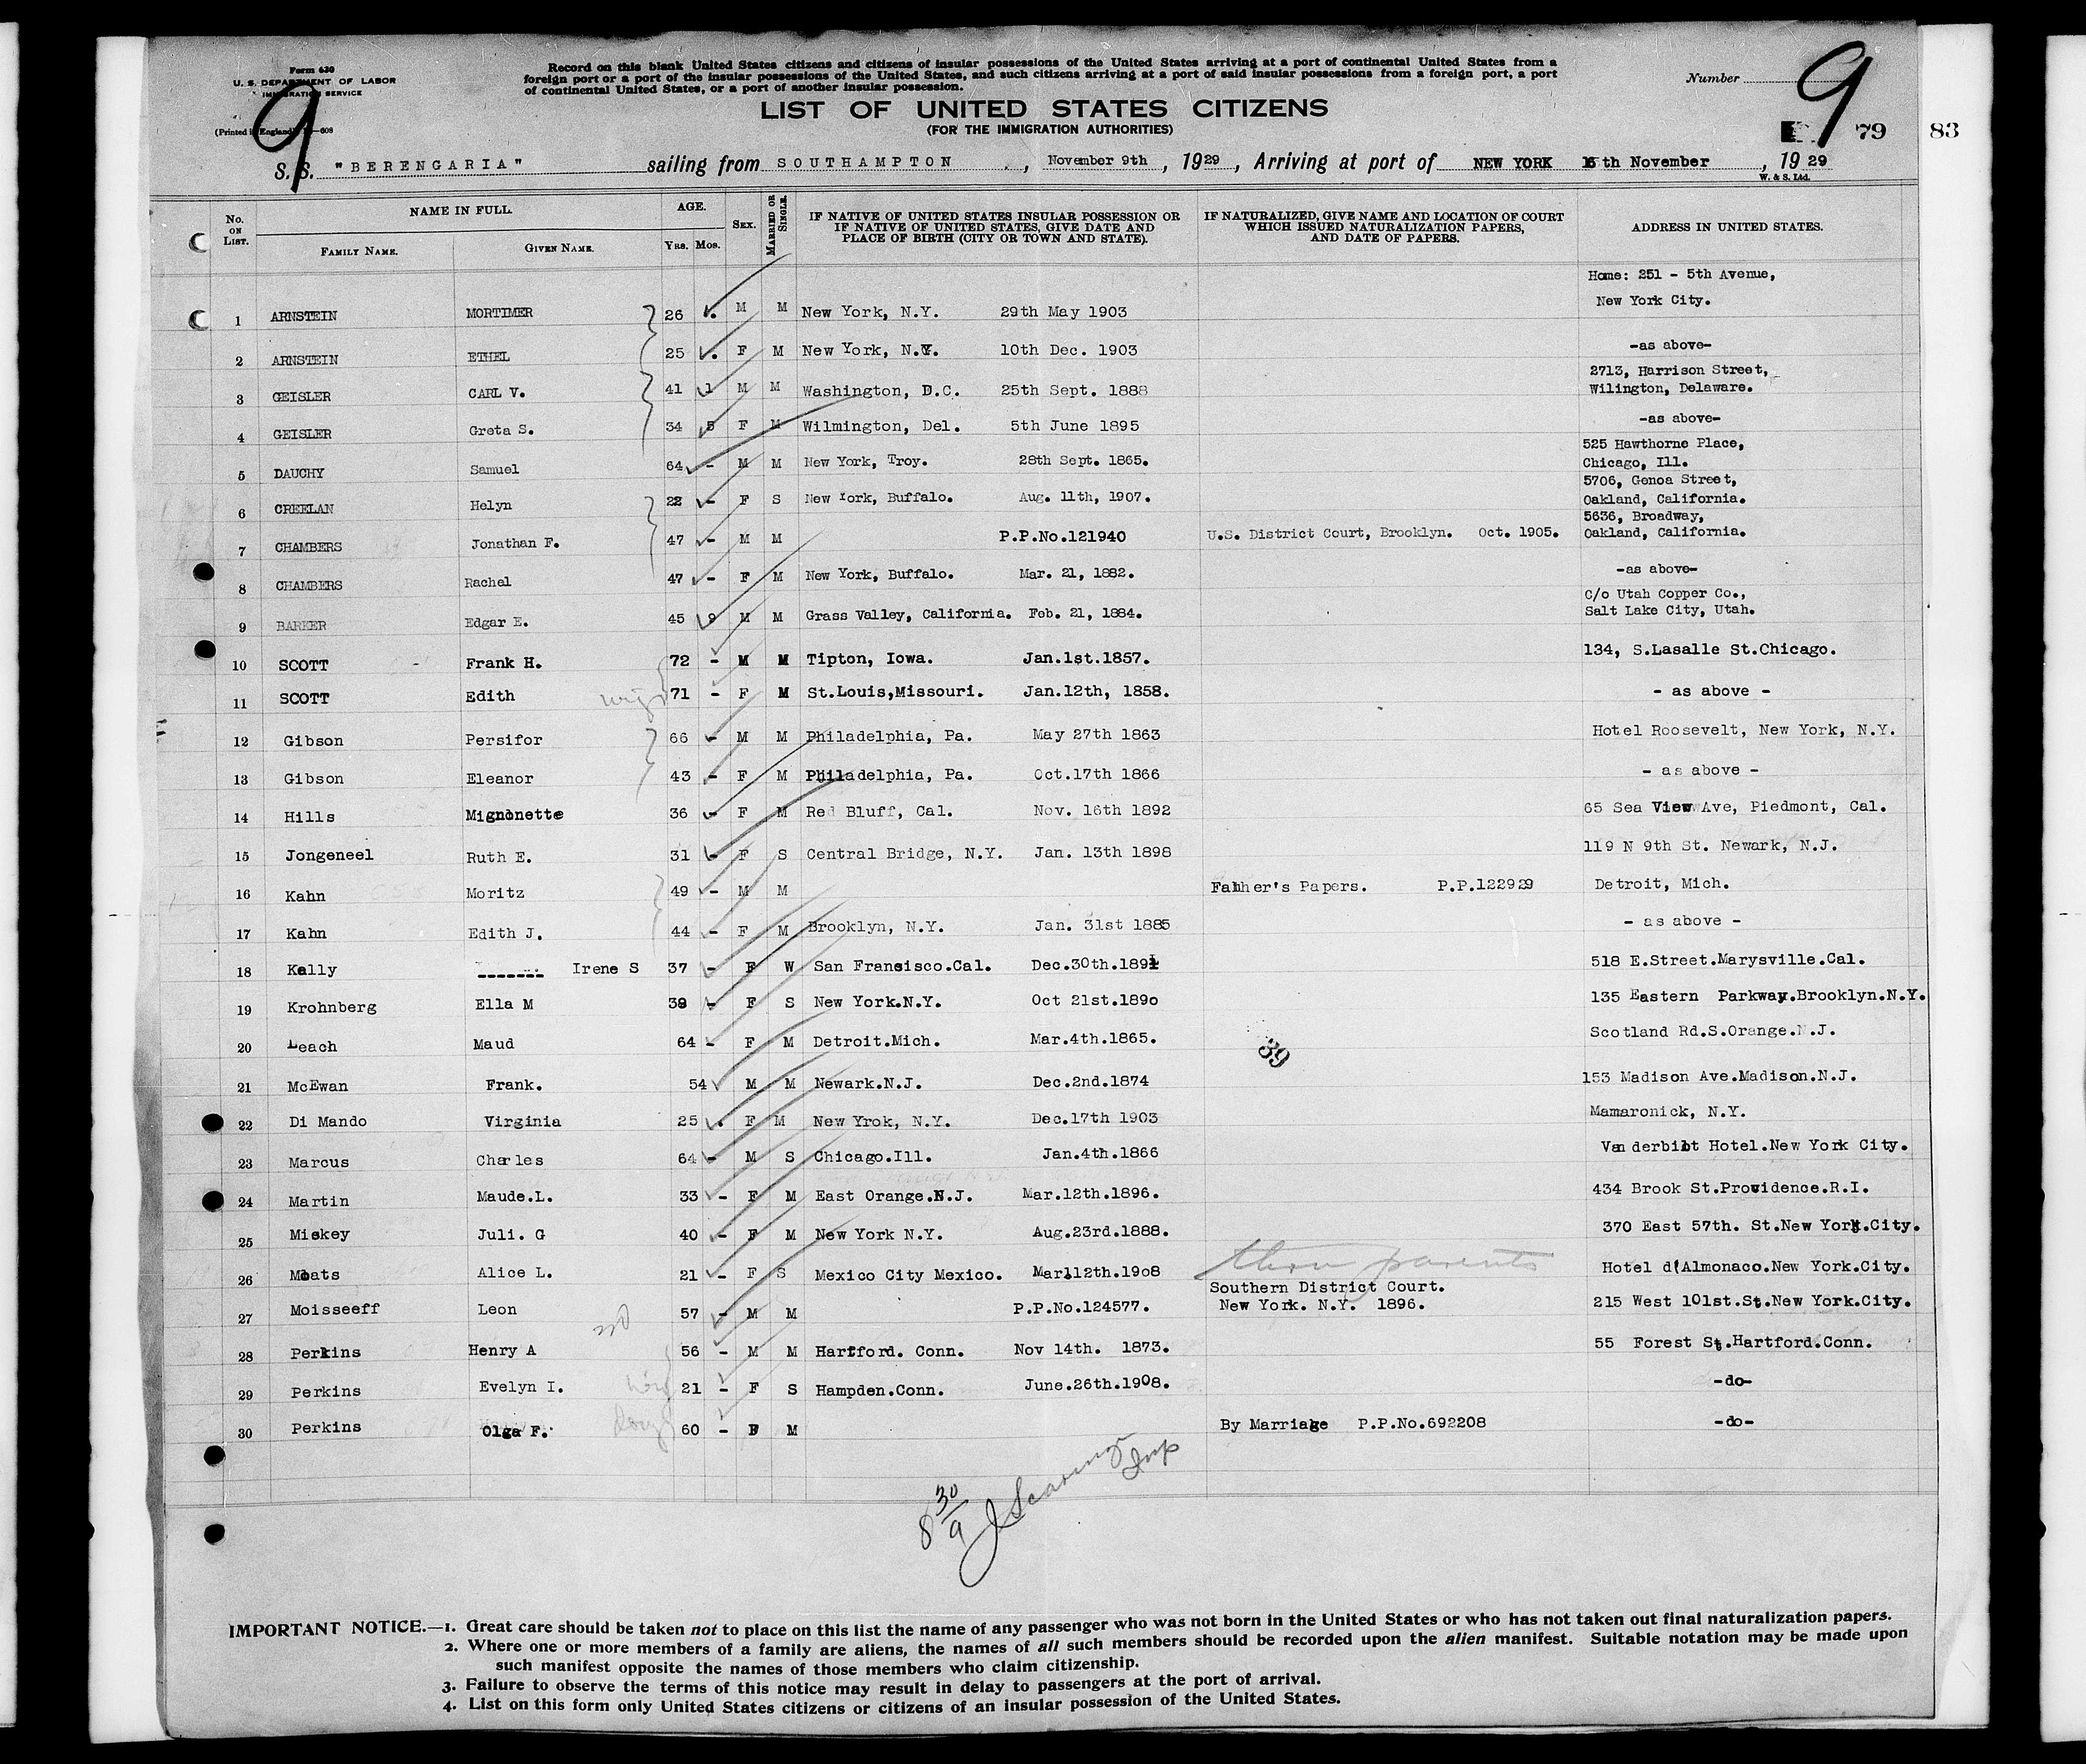 Form 630
U. S. DEPARTMENT OF LABOR
IMMIGRATION SERVICE
(Printed in England)
9
Record on this blank United States citizens and citizens of insular possessions of the United States arriving at a port of continental United States from a
foreign port or a port of the insular possessions of the United States, and such citizens arriving at a port of said insular possessions from a foreign port, a port
of continental United States, or a port of another insular possession.
Number 9
LIST OF UNITED STATES CITIZENS
(FOR THE IMMIGRATION AUTHORITIES)
79 83
S. S. "BERENGARIA" sailing from SOUTHAMPTON, November 9th, 1929, Arriving at port of NEW YORK 15th November, 1929
W. & S. Ltd.
No. ON LIST. NAME IN FULL. FAMILY NAME. GIVEN NAME. AGE. YRS. MOS. SEX. MARRIED OR SINGLE. IF NATIVE OF UNITED STATES INSULAR POSSESSION OR IF NATIVE OF UNITED STATES, GIVE DATE AND PLACE OF BIRTH (CITY OR TOWN AND STATE). IF NATURALIZED, GIVE NAME AND LOCATION OF COURT WHICH ISSUED NATURALIZATION PAPERS, AND DATE OF PAPERS. ADDRESS IN UNITED STATES.
Home: 251 - 5th Avenue,
1 ARNSTEIN MORTIMER 26 . M M New York, N.Y. 29th May 1903 New York City.
2 ARNSTEIN ETHEL 25 . F M New York, N.Y. 10th Dec. 1903 -as above-
2713, Harrison Street,
3 GEISLER CARL V. 41 1 M M Washington, D.C. 25th Sept. 1888 Wilington, Delaware.
4 GEISLER Greta S. 34 5 F M Wilmington, Del. 5th June 1895 -as above-
525 Hawthorne Place,
5 DAUCHY Samuel 64 - M M New York, Troy. 28th Sept. 1865. Chicago, Ill.
5706, Genoa Street,
6 CREELAN Helyn 22 - F S New York, Buffalo. Aug. 11th, 1907. Oakland, California.
5636, Broadway,
7 CHAMBERS Jonathan F. 47 - M M P.P.No.121940 U.S. District Court, Brooklyn. Oct. 1905. Oakland, California.
8 CHAMBERS Rachel 47 - F M New York, Buffalo. Mar. 21, 1882. -as above-
C/o Utah Copper Co.,
9 BARKER Edgar E. 45 9 M M Grass Valley, California. Feb. 21, 1884. Salt Lake City, Utah.
10 SCOTT Frank H. 72 - M M Tipton, Iowa. Jan.1st.1857. 134, S.Lasalle St.Chicago.
11 SCOTT Edith wife 71 - F M St.Louis,Missouri. Jan.12th, 1858. - as above -
12 Gibson Persifor 66 - M M Philadelphia, Pa. May 27th 1863 Hotel Roosevelt, New York, N.Y.
13 Gibson Eleanor 43 - F M Philadelphia, Pa. Oct.17th 1866 - as above -
14 Hills Mignonette 36 - F M Red Bluff, Cal. Nov. 16th 1892 65 Sea View Ave, Piedmont, Cal.
15 Jongeneel Ruth E. 31 - F S Central Bridge, N.Y. Jan. 13th 1898 119 N 9th St. Newark, N.J.
16 Kahn Moritz 49 - M M Father's Papers. P.P.122929 Detroit, Mich.
17 Kahn Edith J. 44 - F M Brooklyn, N.Y. Jan. 31st 1885 - as above -
18 Kelly ------- Irene S 37 - F W San Fransisco.Cal. Dec.30th.1891 518 E.Street.Marysville.Cal.
19 Krohnberg Ella M 39 - F S New York.N.Y. Oct 21st.1890 135 Eastern Parkway.Brooklyn.N.Y.
20 Leach Maud 64 - F M Detroit.Mich. Mar.4th.1865. Scotland Rd.S.Orange.N.J.
21 McEwan Frank. 54 M M Newark.N.J. Dec.2nd.1874 153 Madison Ave.Madison.N.J.
22 Di Mando Virginia 25 . F M New Yrok, N.Y. Dec.17th 1903 Mamaronick, N.Y.
23 Marcus Charles 64 - M S Chicago.Ill. Jan.4th.1866 Vanderbilt Hotel.New York City.
24 Martin Maude.L. 33 - F M East Orange.N.J. Mar.12th.1896. 434 Brook St.Providence.R.I.
25 Miskey Juli. G 40 - F M New York N.Y. Aug.23rd.1888. 370 East 57th. St.New York.City.
26 Moats Alice L. 21 - F S Mexico City Mexico. Mar.12th.1908 thru parents Hotel d'Almonaco.New York.City.
Southern District Court.
27 Moisseeff Leon 57 - M M P.P.No.124577. New York. N.Y. 1896. 215 West 101st.St.New York.City.
28 Perkins Henry A 56 - M M Hartford. Conn. Nov 14th. 1873. 55 Forest St.Hartford.Conn.
29 Perkins Evelyn I. 21 - F S Hampden.Conn. June.26th.1908. -do-
30 Perkins Olga F. 60 - F M By Marriage P.P.No.692208 -do-
39
8 30/9
IMPORTANT NOTICE.—1. Great care should be taken not to place on this list the name of any passenger who was not born in the United States or who has not taken out final naturalization papers.
2. Where one or more members of a family are aliens, the names of all such members should be recorded upon the alien manifest. Suitable notation may be made upon
such manifest opposite the names of those members who claim citizenship.
3. Failure to observe the terms of this notice may result in delay to passengers at the port of arrival.
4. List on this form only United States citizens or citizens of an insular possession of the United States.